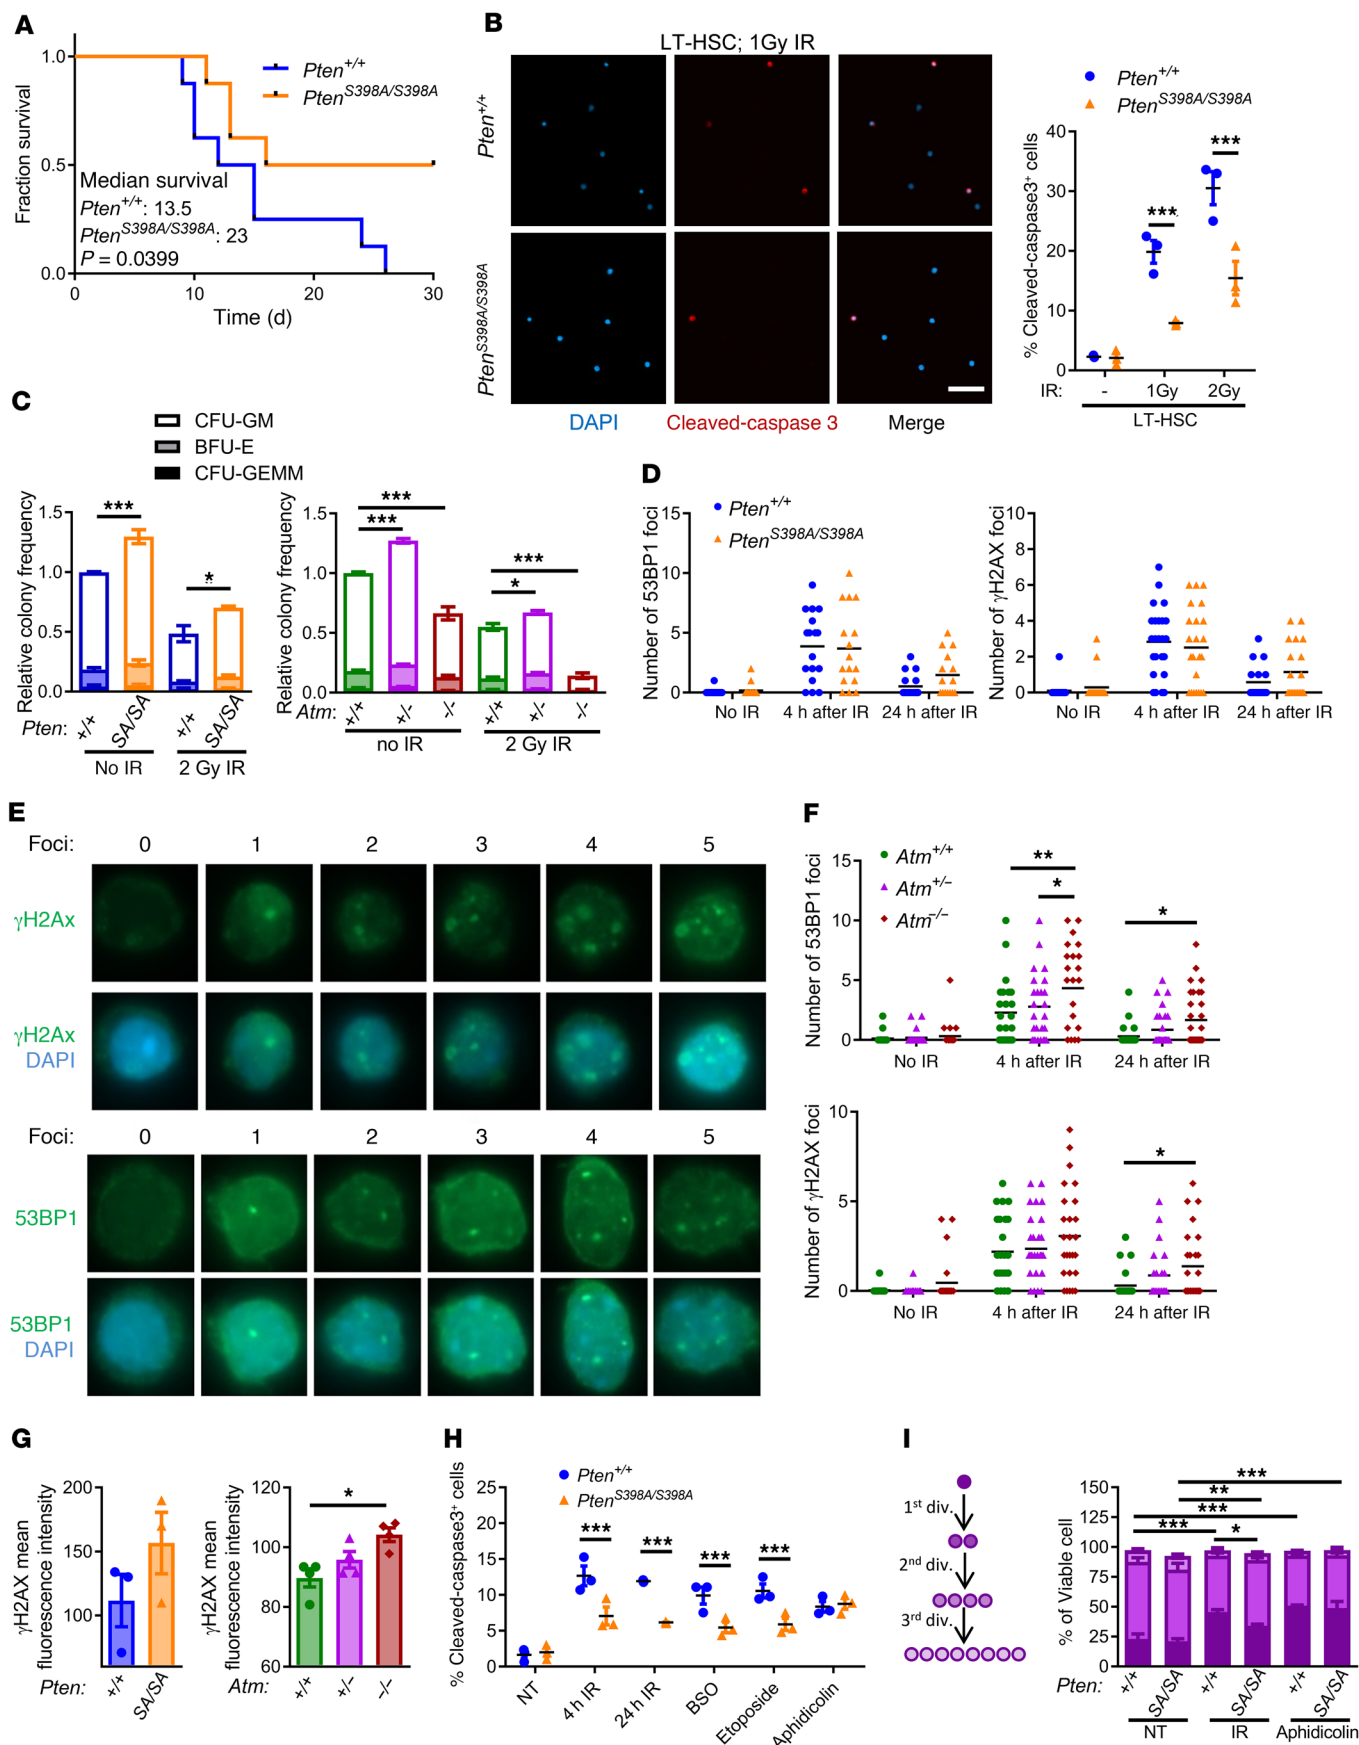 A
1.0
0.5
0.0
Fraction survival
Pten+/+
PtenS398A/S398A
Median survival
Pten+/+: 13.5
PtenS398A/S398A: 23
P = 0.0399
0 10 20 30
Time (d)
B
LT-HSC; 1Gy IR
Pten+/+
PtenS398A/S398A
DAPI Cleaved-caspase 3 Merge
Pten+/+
PtenS398A/S398A
% Cleaved-caspase3+ cells
40
30
20
10
0
***
***
IR: - 1Gy 2Gy
LT-HSC
C
CFU-GM
BFU-E
CFU-GEMM
Relative colony frequency
1.5
1.0
0.5
0.0
***
*
Pten: +/+ SA/SA +/+ SA/SA
No IR 2 Gy IR
Relative colony frequency
1.5
1.0
0.5
0.0
***
***
***
*
Atm: +/+ +/- -/- +/+ +/- -/-
no IR 2 Gy IR
D
Number of 53BP1 foci
15
10
5
0
Pten+/+
PtenS398A/S398A
No IR 4 h after IR 24 h after IR
Number of γH2AX foci
10
8
6
4
2
0
No IR 4 h after IR 24 h after IR
E
Foci: 0 1 2 3 4 5
γH2Ax
γH2Ax
DAPI
Foci: 0 1 2 3 4 5
53BP1
53BP1
DAPI
F
Number of 53BP1 foci
15
10
5
0
Atm+/+
Atm+/−
Atm−/−
**
*
*
No IR 4 h after IR 24 h after IR
Number of γH2AX foci
10
5
0
*
No IR 4 h after IR 24 h after IR
G
γH2AX mean
fluorescence intensity
200
150
100
Pten: +/+ SA/SA
γH2AX mean
fluorescence intensity
120
100
80
60
*
Atm: +/+ +/- -/-
H
% Cleaved-caspase3+ cells
25
20
15
10
5
0
Pten+/+
PtenS398A/S398A
*** *** *** ***
NT 4 h IR 24 h IR BSO Etoposide Aphidicolin
I
1st div.
2nd div.
3rd div.
% of Viable cell
150
125
100
75
50
25
0
***
**
***
***
*
Pten: +/+ SA/SA +/+ SA/SA +/+ SA/SA
NT IR Aphidicolin